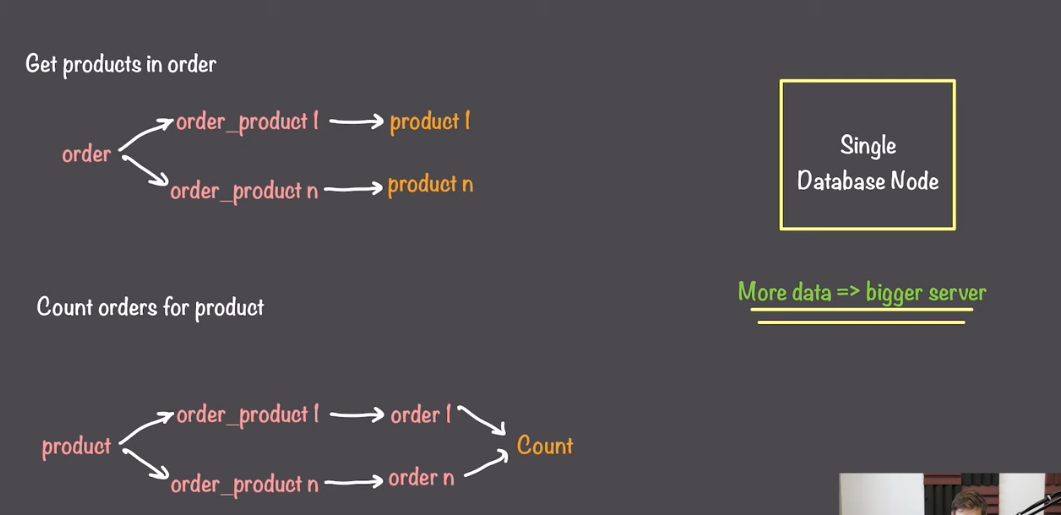 Get products in order
order_product 1
product 1
order
order_product n
product n
Single
Database Node
More data => bigger server
Count orders for product
order_product 1
order 1
product
Count
order_product n
order n